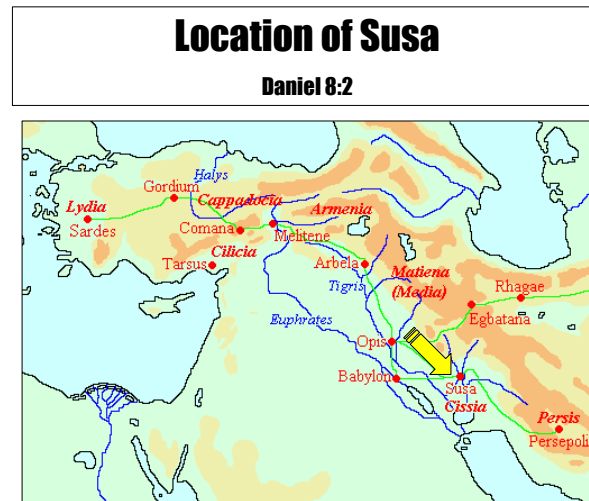 Location of Susa
Daniel 8:2
Halys
Gordium
Cappadocia
Lydia
Sardes
Armenia
Comana
Melitene
Cilicia
Tarsus
Arbela
Matiena
(Media)
Tigris
Rhagae
Egbatana
Euphrates
Opis
Babylon
Susa
Cissia
Persis
Persepoli